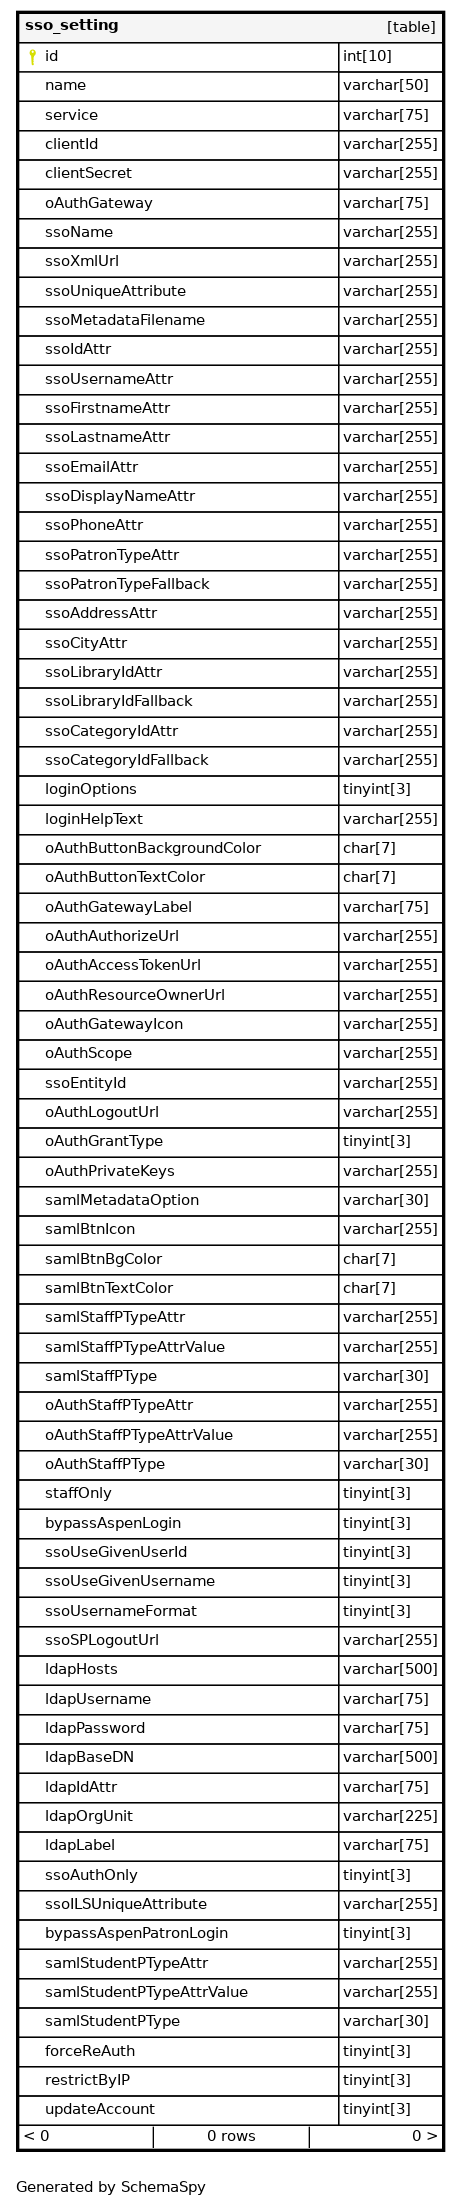 sso_setting [table]
id int[10]
name varchar[50]
service varchar[75]
clientId varchar[255]
clientSecret varchar[255]
oAuthGateway varchar[75]
ssoName varchar[255]
ssoXmlUrl varchar[255]
ssoUniqueAttribute varchar[255]
ssoMetadataFilename varchar[255]
ssoIdAttr varchar[255]
ssoUsernameAttr varchar[255]
ssoFirstnameAttr varchar[255]
ssoLastnameAttr varchar[255]
ssoEmailAttr varchar[255]
ssoDisplayNameAttr varchar[255]
ssoPhoneAttr varchar[255]
ssoPatronTypeAttr varchar[255]
ssoPatronTypeFallback varchar[255]
ssoAddressAttr varchar[255]
ssoCityAttr varchar[255]
ssoLibraryIdAttr varchar[255]
ssoLibraryIdFallback varchar[255]
ssoCategoryIdAttr varchar[255]
ssoCategoryIdFallback varchar[255]
loginOptions tinyint[3]
loginHelpText varchar[255]
oAuthButtonBackgroundColor char[7]
oAuthButtonTextColor char[7]
oAuthGatewayLabel varchar[75]
oAuthAuthorizeUrl varchar[255]
oAuthAccessTokenUrl varchar[255]
oAuthResourceOwnerUrl varchar[255]
oAuthGatewayIcon varchar[255]
oAuthScope varchar[255]
ssoEntityId varchar[255]
oAuthLogoutUrl varchar[255]
oAuthGrantType tinyint[3]
oAuthPrivateKeys varchar[255]
samlMetadataOption varchar[30]
samlBtnIcon varchar[255]
samlBtnBgColor char[7]
samlBtnTextColor char[7]
samlStaffPTypeAttr varchar[255]
samlStaffPTypeAttrValue varchar[255]
samlStaffPType varchar[30]
oAuthStaffPTypeAttr varchar[255]
oAuthStaffPTypeAttrValue varchar[255]
oAuthStaffPType varchar[30]
staffOnly tinyint[3]
bypassAspenLogin tinyint[3]
ssoUseGivenUserId tinyint[3]
ssoUseGivenUsername tinyint[3]
ssoUsernameFormat tinyint[3]
ssoSPLogoutUrl varchar[255]
ldapHosts varchar[500]
ldapUsername varchar[75]
ldapPassword varchar[75]
ldapBaseDN varchar[500]
ldapIdAttr varchar[75]
ldapOrgUnit varchar[225]
ldapLabel varchar[75]
ssoAuthOnly tinyint[3]
ssoILSUniqueAttribute varchar[255]
bypassAspenPatronLogin tinyint[3]
samlStudentPTypeAttr varchar[255]
samlStudentPTypeAttrValue varchar[255]
samlStudentPType varchar[30]
forceReAuth tinyint[3]
restrictByIP tinyint[3]
updateAccount tinyint[3]
< 0 0 rows 0 >
Generated by SchemaSpy